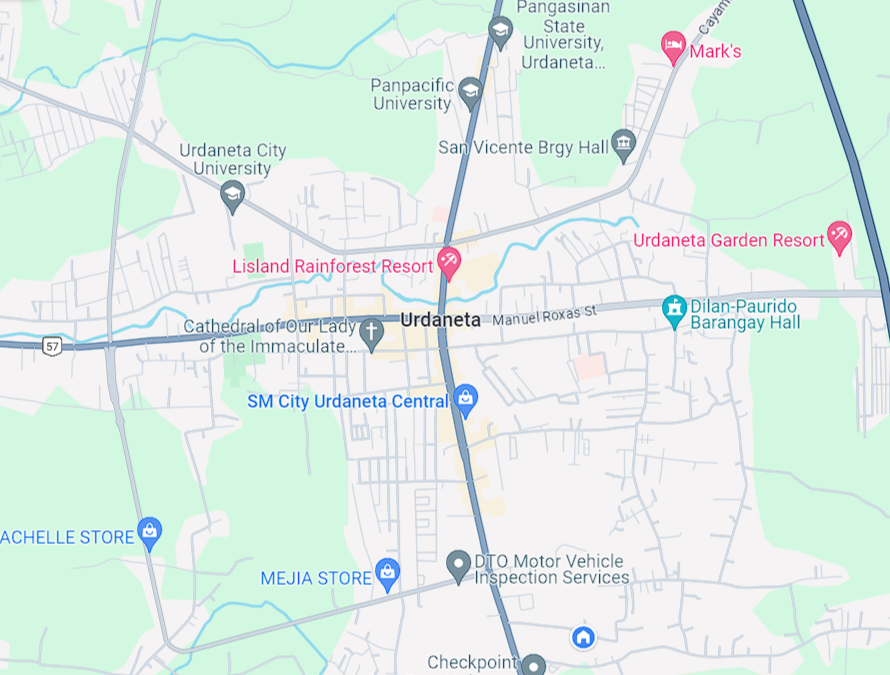 Pangasinan
State
University,
Urdaneta...
Cayam
Mark's
Panpacific
University
San Vicente Brgy Hall
Urdaneta City
University
Urdaneta Garden Resort
Lisland Rainforest Resort
Dilan-Paurido
Barangay Hall
Urdaneta
Manuel Roxas St
Cathedral of Our Lady
of the Immaculate...
57
SM City Urdaneta Central
ACHELLE STORE
MEJIA STORE
DTO Motor Vehicle
Inspection Services
Checkpoint